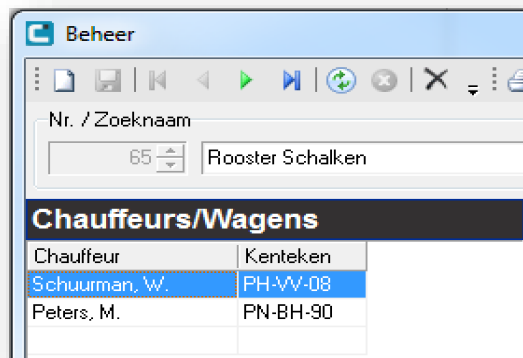 Beheer
Nr. / Zoeknaam
65 Rooster Schalken
Chauffeurs/Wagens
Chauffeur Kenteken
Schuurman, W. PH-VV-08
Peters, M. PN-BH-90